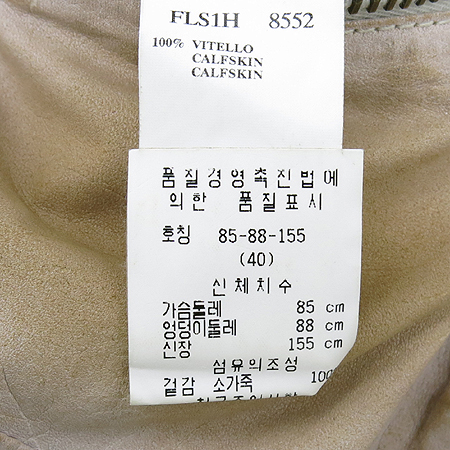 FLS1H 8552
100% VITELLO
CALFSKIN
CALFSKIN
품질경영촉진법에
의한 품질표시
호칭 85-88-155
(40)
신체치수
가슴둘레 85 cm
엉덩이둘레 88 cm
신장 155 cm
섬유의조성
겉감 소가죽 100